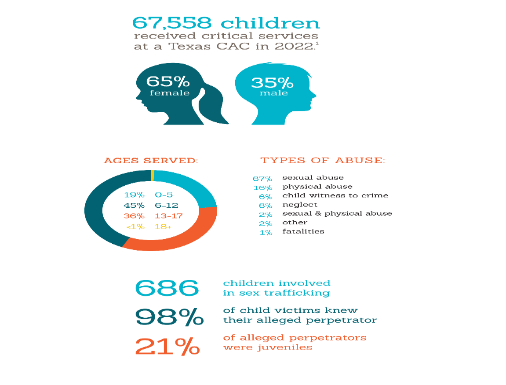 67,558 children
received critical services
at a Texas CAC in 2022.¹
65%
female
35%
male
AGES SERVED:
19% 0-5
45% 6-12
36% 13-17
<1% 18+
TYPES OF ABUSE:
67% sexual abuse
16% physical abuse
6% child witness to crime
6% neglect
2% sexual & physical abuse
2% other
1% fatalities
686 children involved
in sex trafficking
98% of child victims knew
their alleged perpetrator
21% of alleged perpetrators
were juveniles